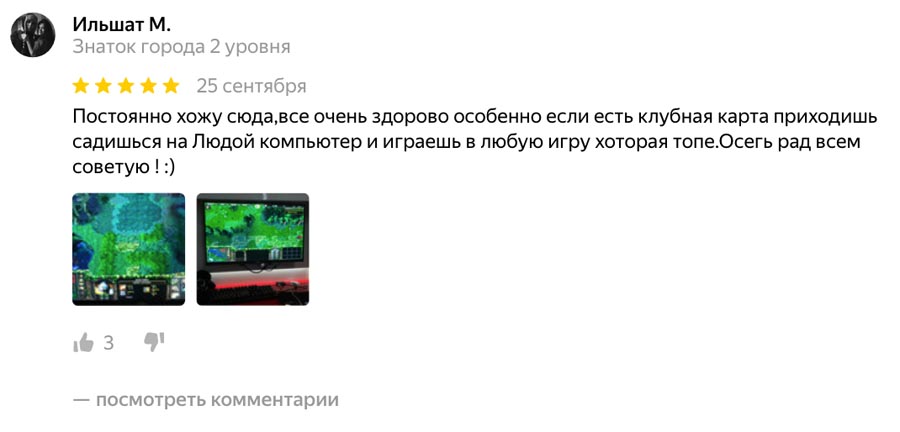 Ильшат М.
Знаток города 2 уровня
25 сентября
Постоянно хожу сюда,все очень здорово особенно если есть клубная карта приходишь
садишься на Людой компьютер и играешь в любую игру хоторая топе.Осегь рад всем
советую ! :)
3
— посмотреть комментарии